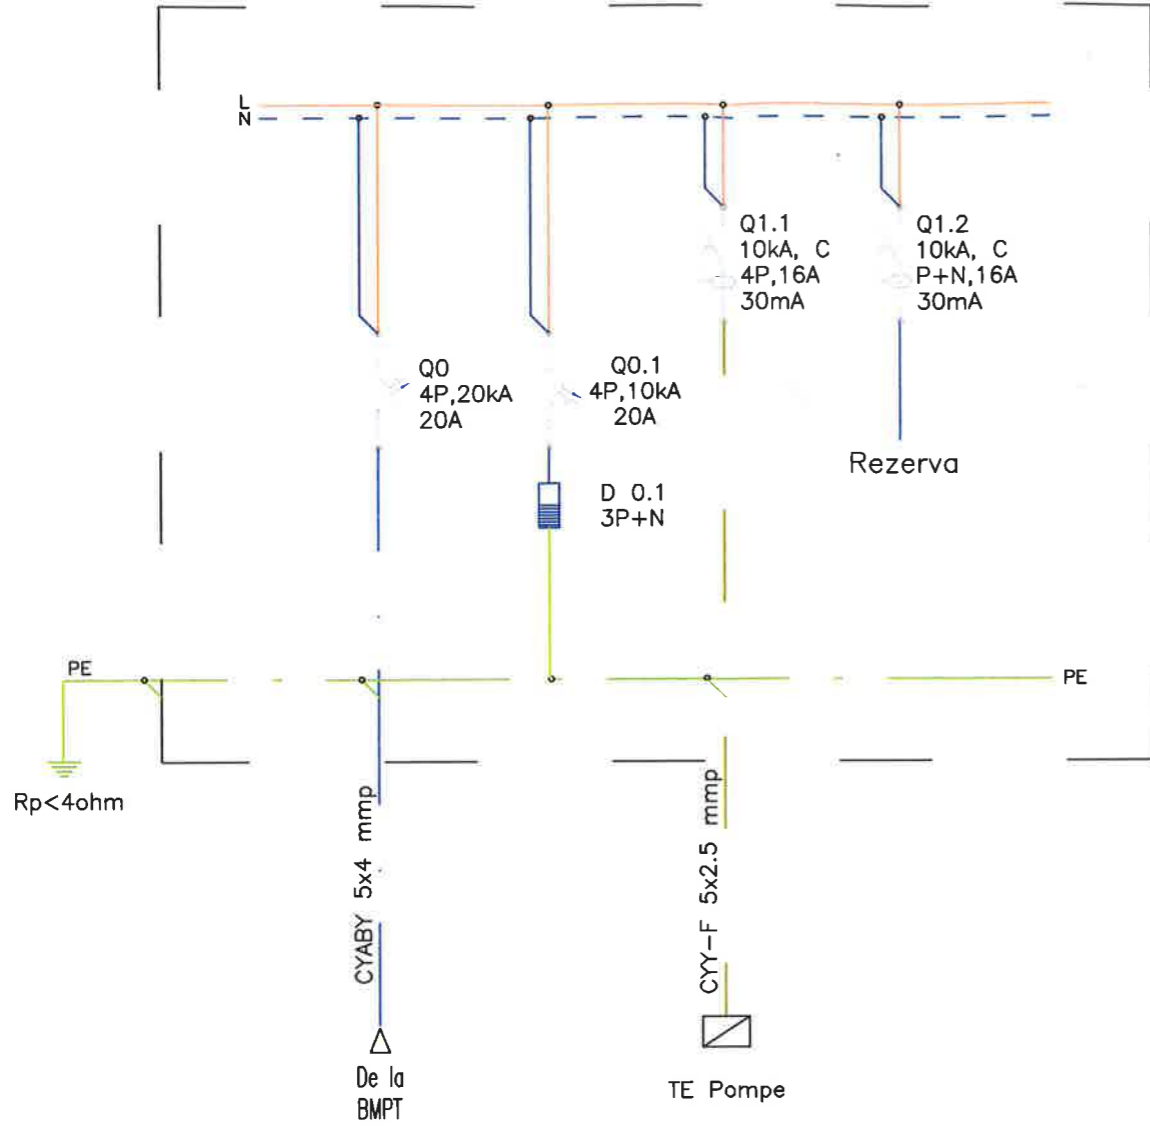 L
N
Q1.1
10kA, C
4P,16A
30mA
Q1.2
10kA, C
P+N,16A
30mA
Q0
4P,20kA
20A
Q0.1
4P,10kA
20A
Rezerva
D 0.1
3P+N
PE
PE
Rp<4ohm
CYABY 5x4 mmp
CYY-F 5x2.5 mmp
De la
BMPT
TE Pompe